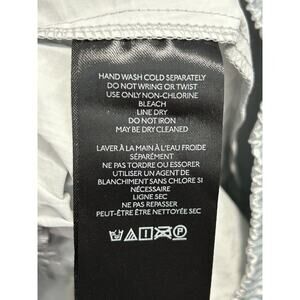 HAND WASH COLD SEPARATELY
DO NOT WRING OR TWIST
USE ONLY NON-CHLORINE
BLEACH
LINE DRY
DO NOT IRON
MAY BE DRY CLEANED
LAVER À LA MAIN À L'EAU FROIDE
SÉPARÉMENT
NE PAS TORDRE OU ESSORER
UTILISER UN AGENT DE
BLANCHIMENT SANS CHLORE SI
NÉCESSAIRE
LIGNE SEC
NE PAS REPASSER
PEUT-ÊTRE ÊTRE NETTOYÉE SEC